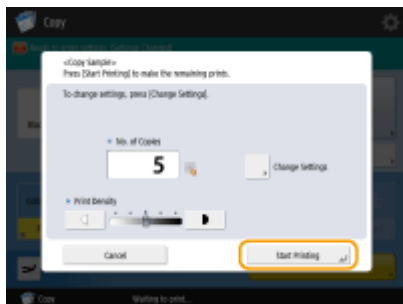 Copy
<Copy Sample>
Press [Start Printing] to make the remaining prints.
To change settings, press [Change Settings].
No. of Copies
5
Change Settings
Print Density
Cancel
Start Printing
Copy
Waiting to print...